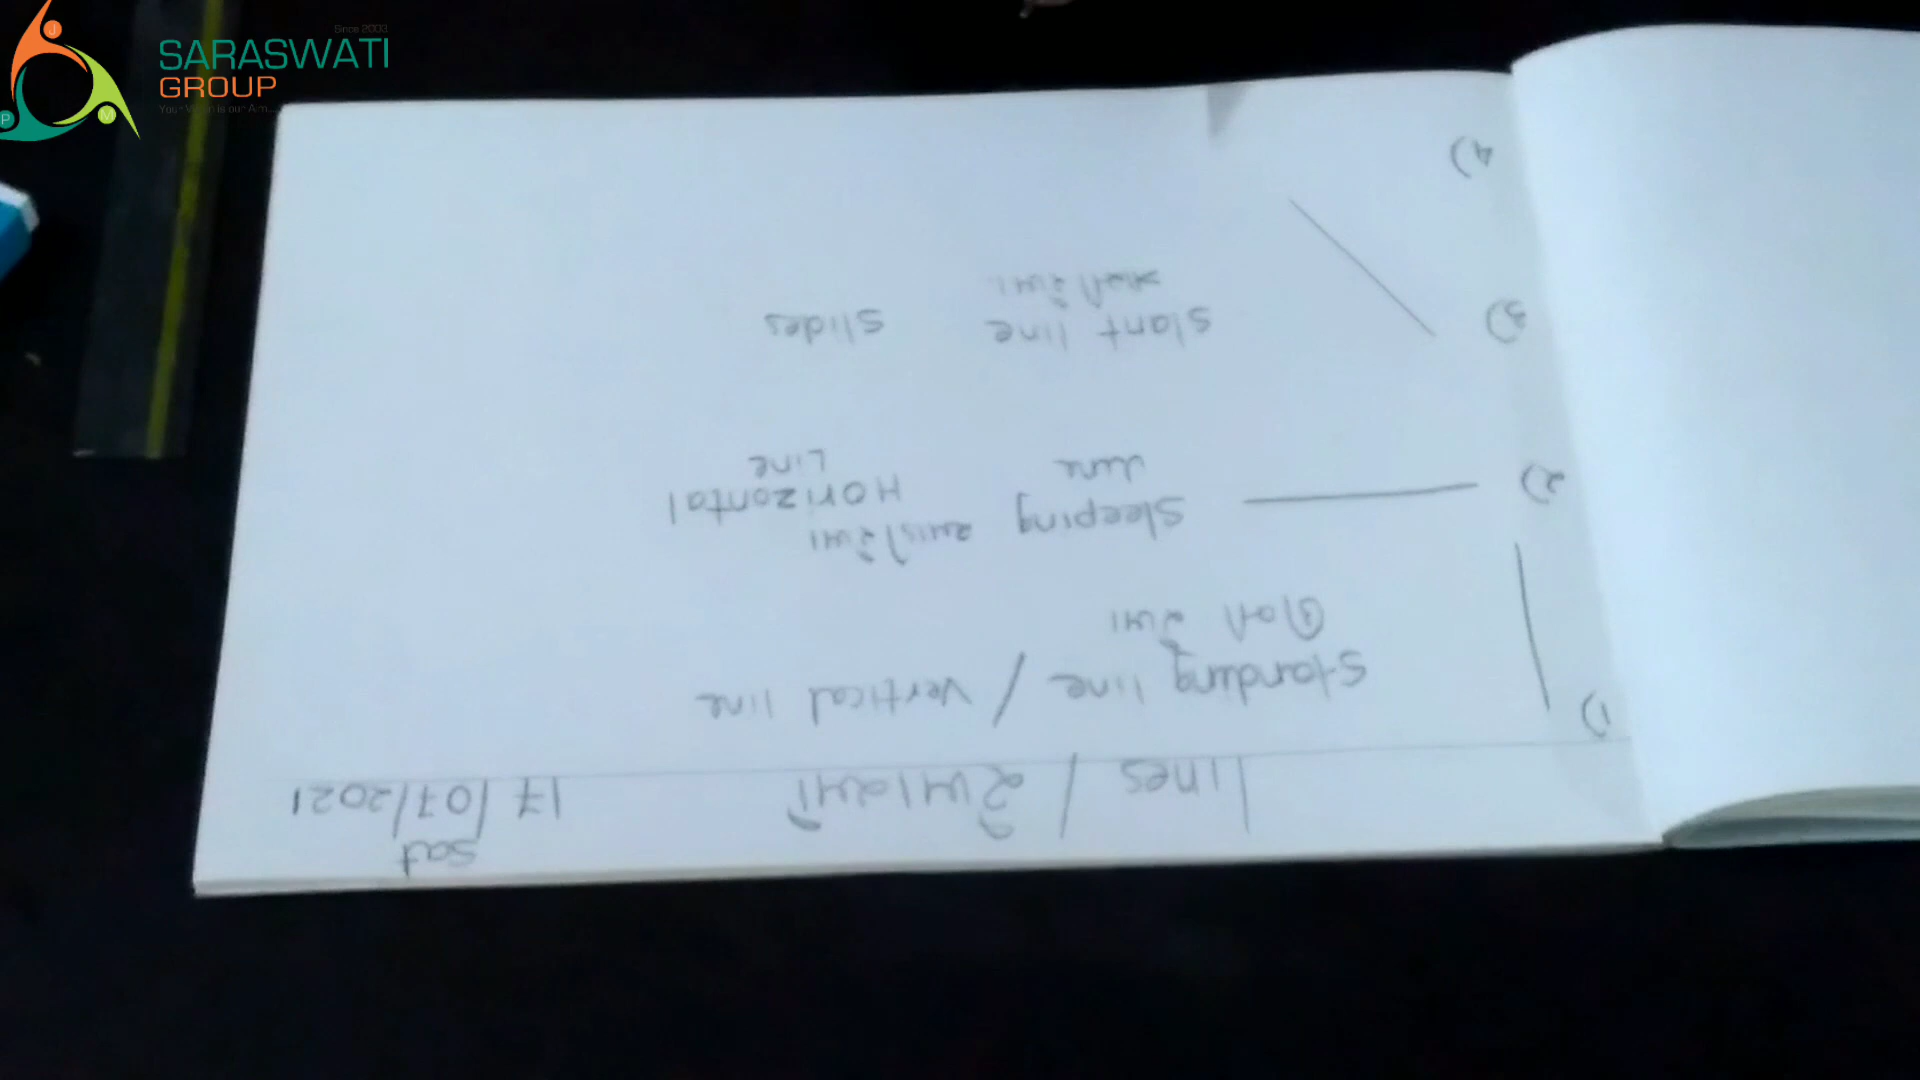 Since 2003
SARASWATI
GROUP
J
P
M
sat
lines / રેખાઓ 17/07/2021
1) Standing line / vertical line
ઊભી રેખા
2) Sleeping line
રેખા
Horizontal Line
3) slant line slides
રેખા
4)